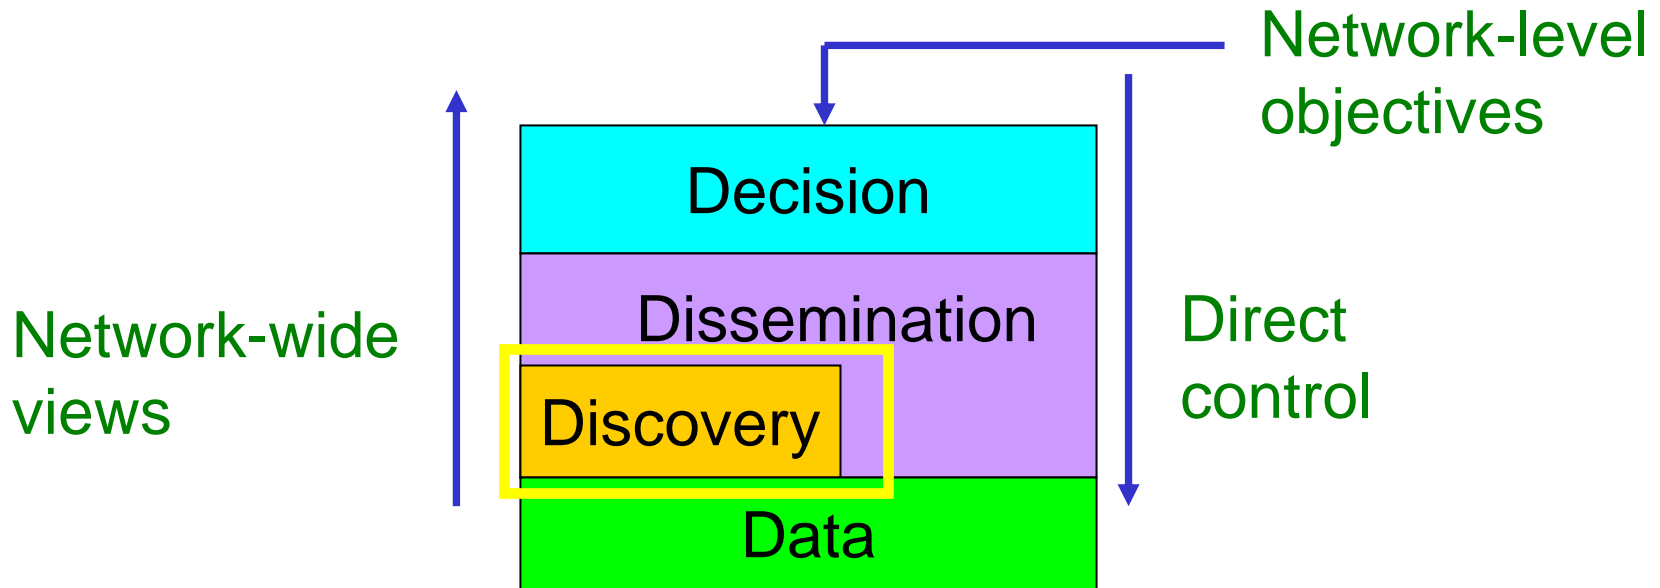 Network-level
objectives
Decision
Dissemination
Direct
control
Network-wide
views
Discovery
Data